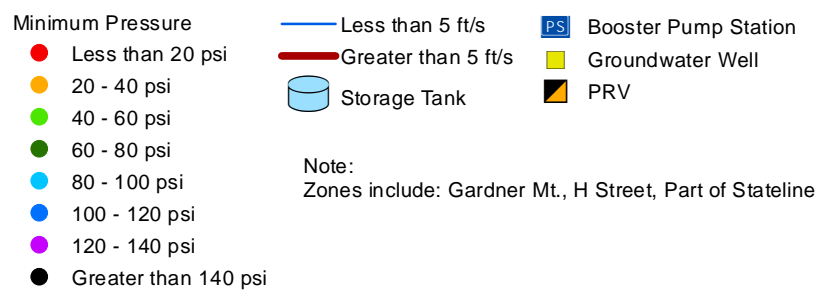 Minimum Pressure
Less than 20 psi
20 - 40 psi
40 - 60 psi
60 - 80 psi
80 - 100 psi
100 - 120 psi
120 - 140 psi
Greater than 140 psi
Less than 5 ft/s
Greater than 5 ft/s
Storage Tank
PS Booster Pump Station
Groundwater Well
PRV
Note:
Zones include: Gardner Mt., H Street, Part of Stateline